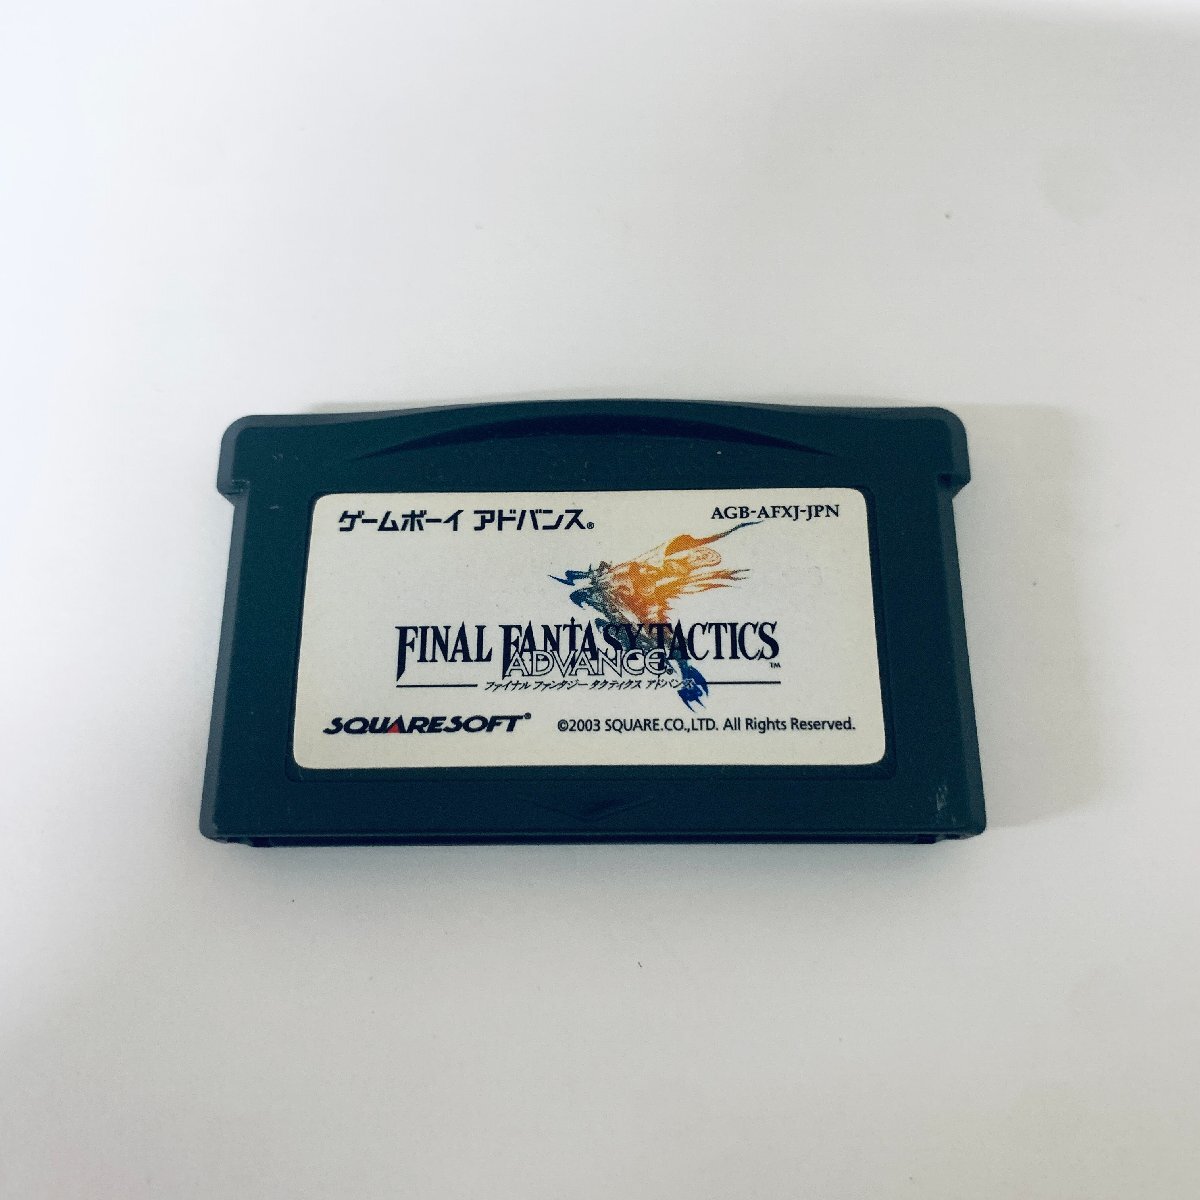 ゲームボーイ アドバンス®
AGB-AFXJ-JPN
FINAL FANTASY TACTICS™
ADVANCE®
ファイナル ファンタジー タクティクス アドバンス
SQUARESOFT®
©2003 SQUARE.CO.,LTD. All Rights Reserved.